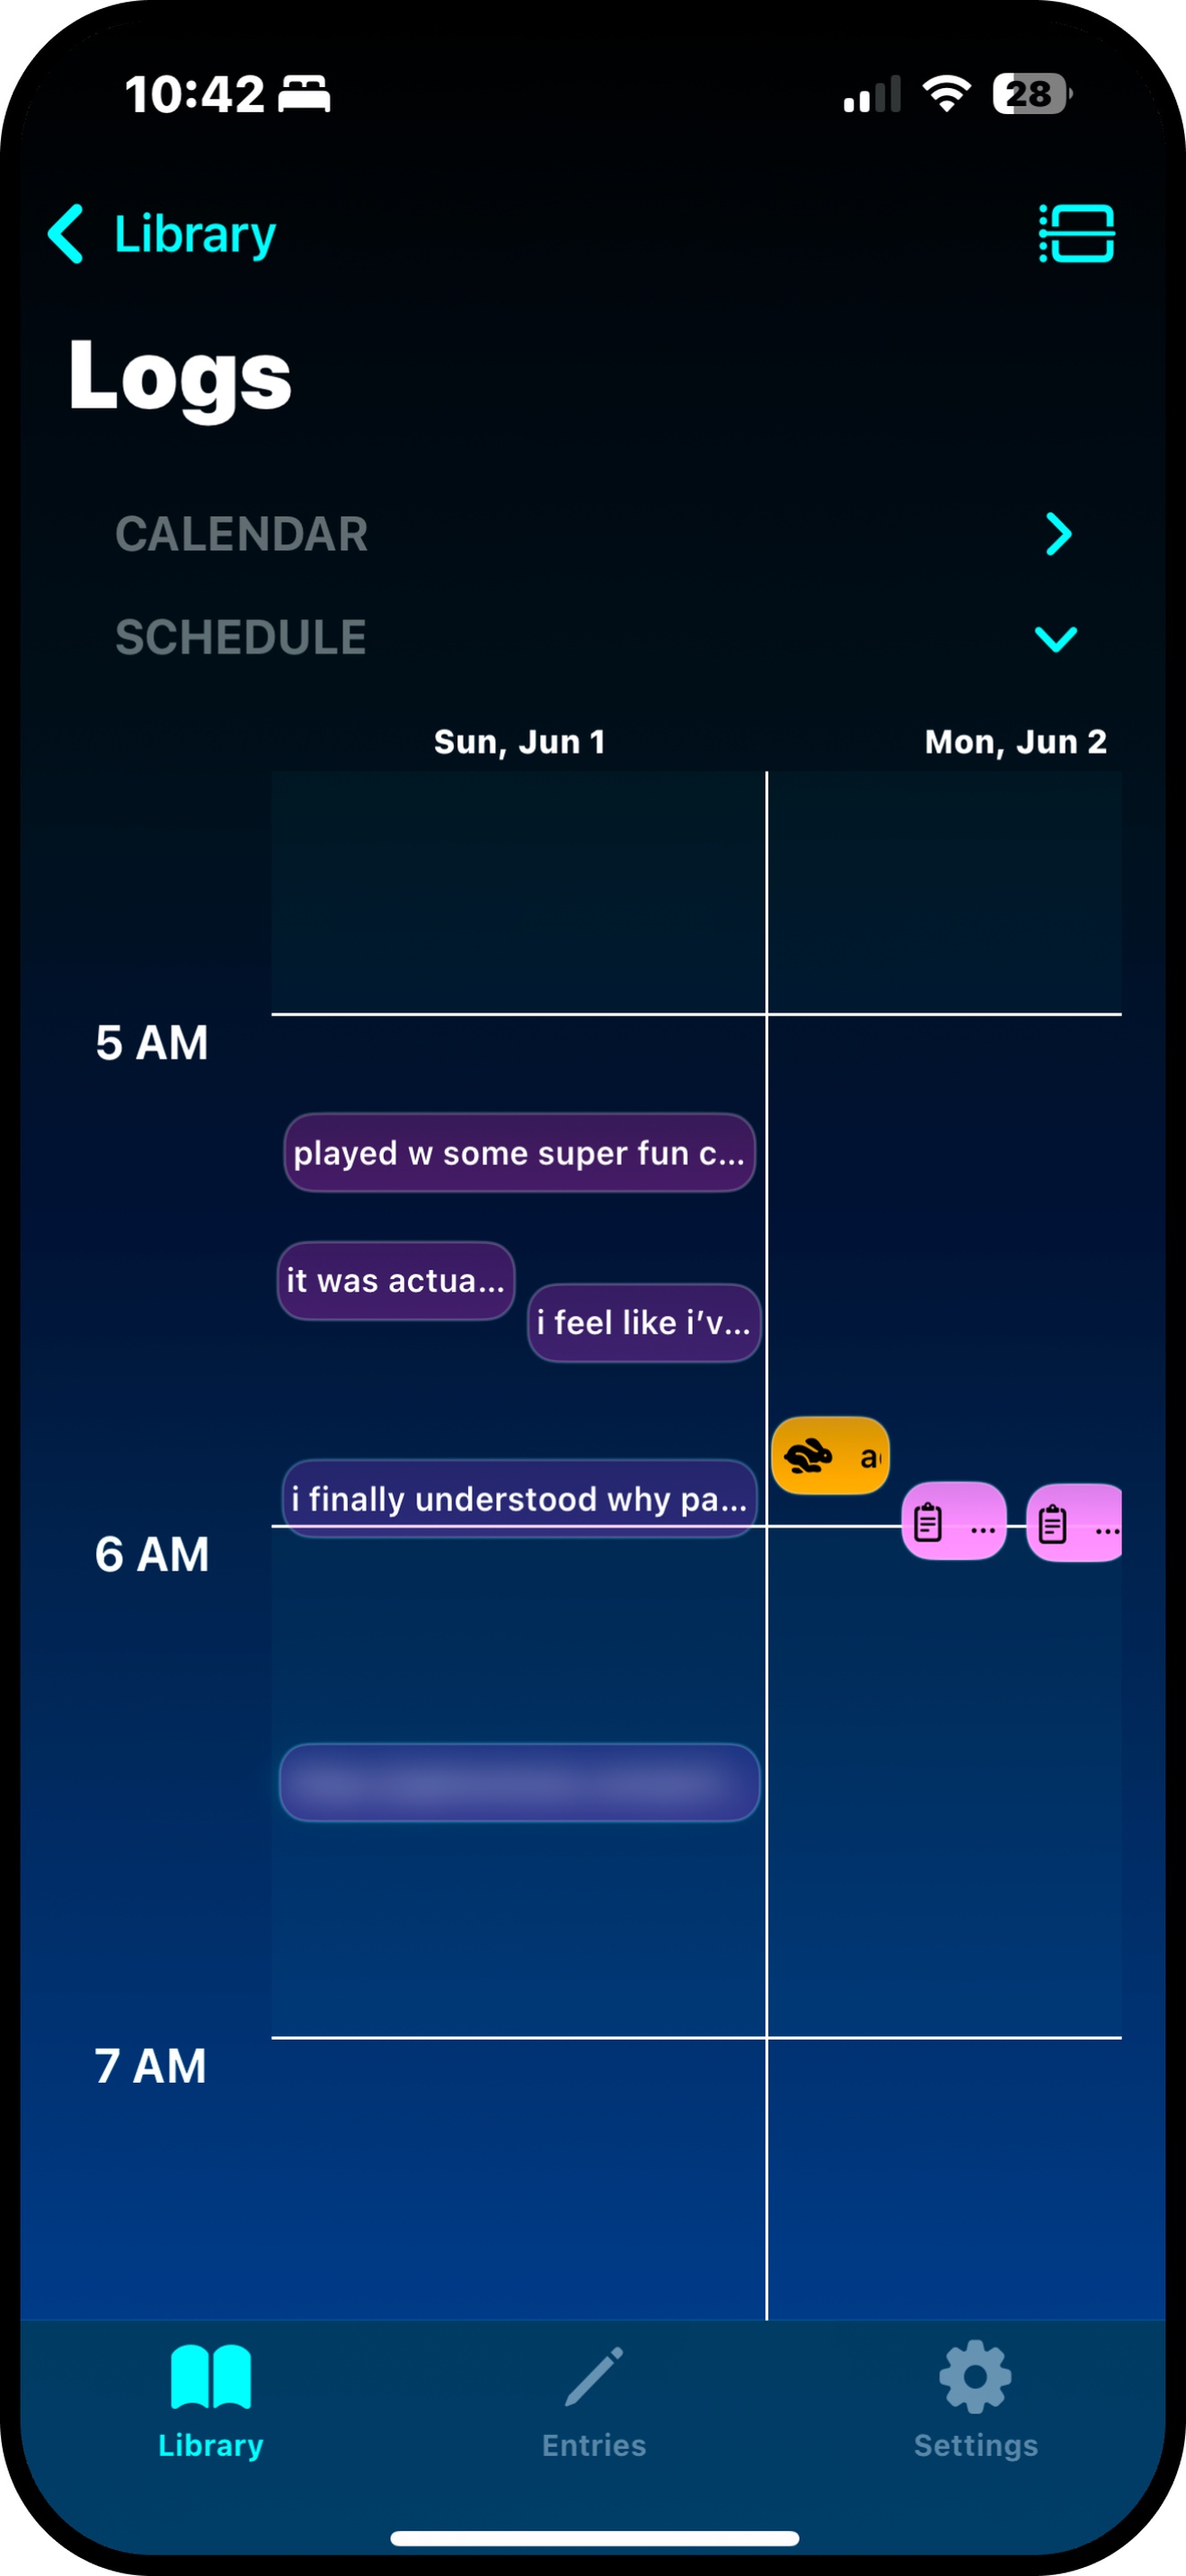 10:42
28
Library
Logs
CALENDAR
SCHEDULE
Sun, Jun 1
Mon, Jun 2
5 AM
played w some super fun c...
it was actua...
i feel like i’v...
a
i finally understood why pa...
...
...
6 AM
7 AM
Library
Entries
Settings